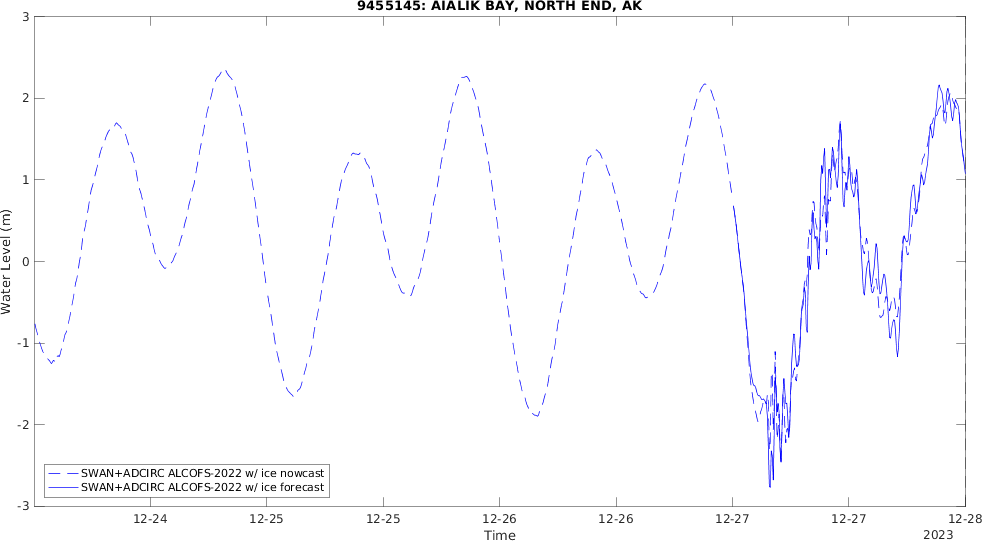 9455145: AIALIK BAY, NORTH END, AK
3
2
1
0
-1
-2
-3
Water Level (m)
SWAN+ADCIRC ALCOFS-2022 w/ ice nowcast
SWAN+ADCIRC ALCOFS-2022 w/ ice forecast
12-24 12-25 12-25 12-26 12-26 12-27 12-27 12-28
Time
2023